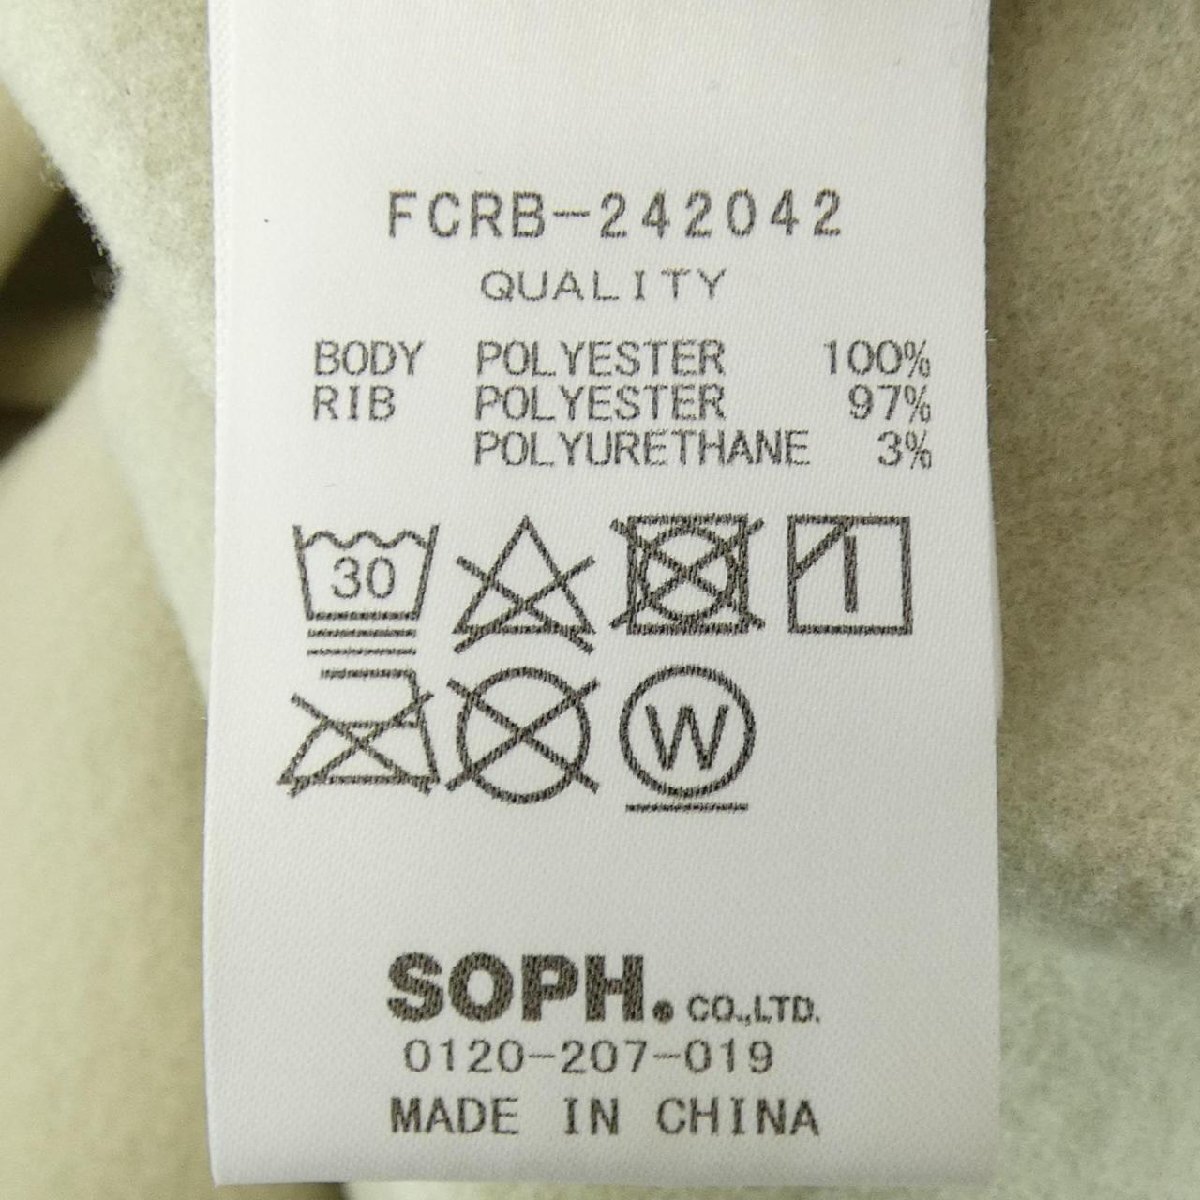 FCRB-242042
QUALITY
BODY POLYESTER 100%
RIB POLYESTER 97%
POLYURETHANE 3%
30
W
SOPH. CO.,LTD.
0120-207-019
MADE IN CHINA